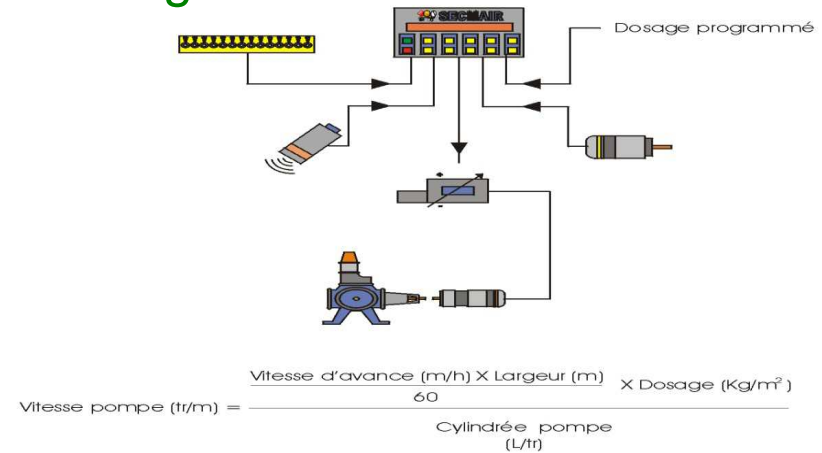 SECMAIR
Dosage programmé
+
-
Vitesse pompe (tr/m) = Vitesse d'avance (m/h) X Largeur (m) X Dosage (Kg/m²)
60
Cylindrée pompe
(L/tr)